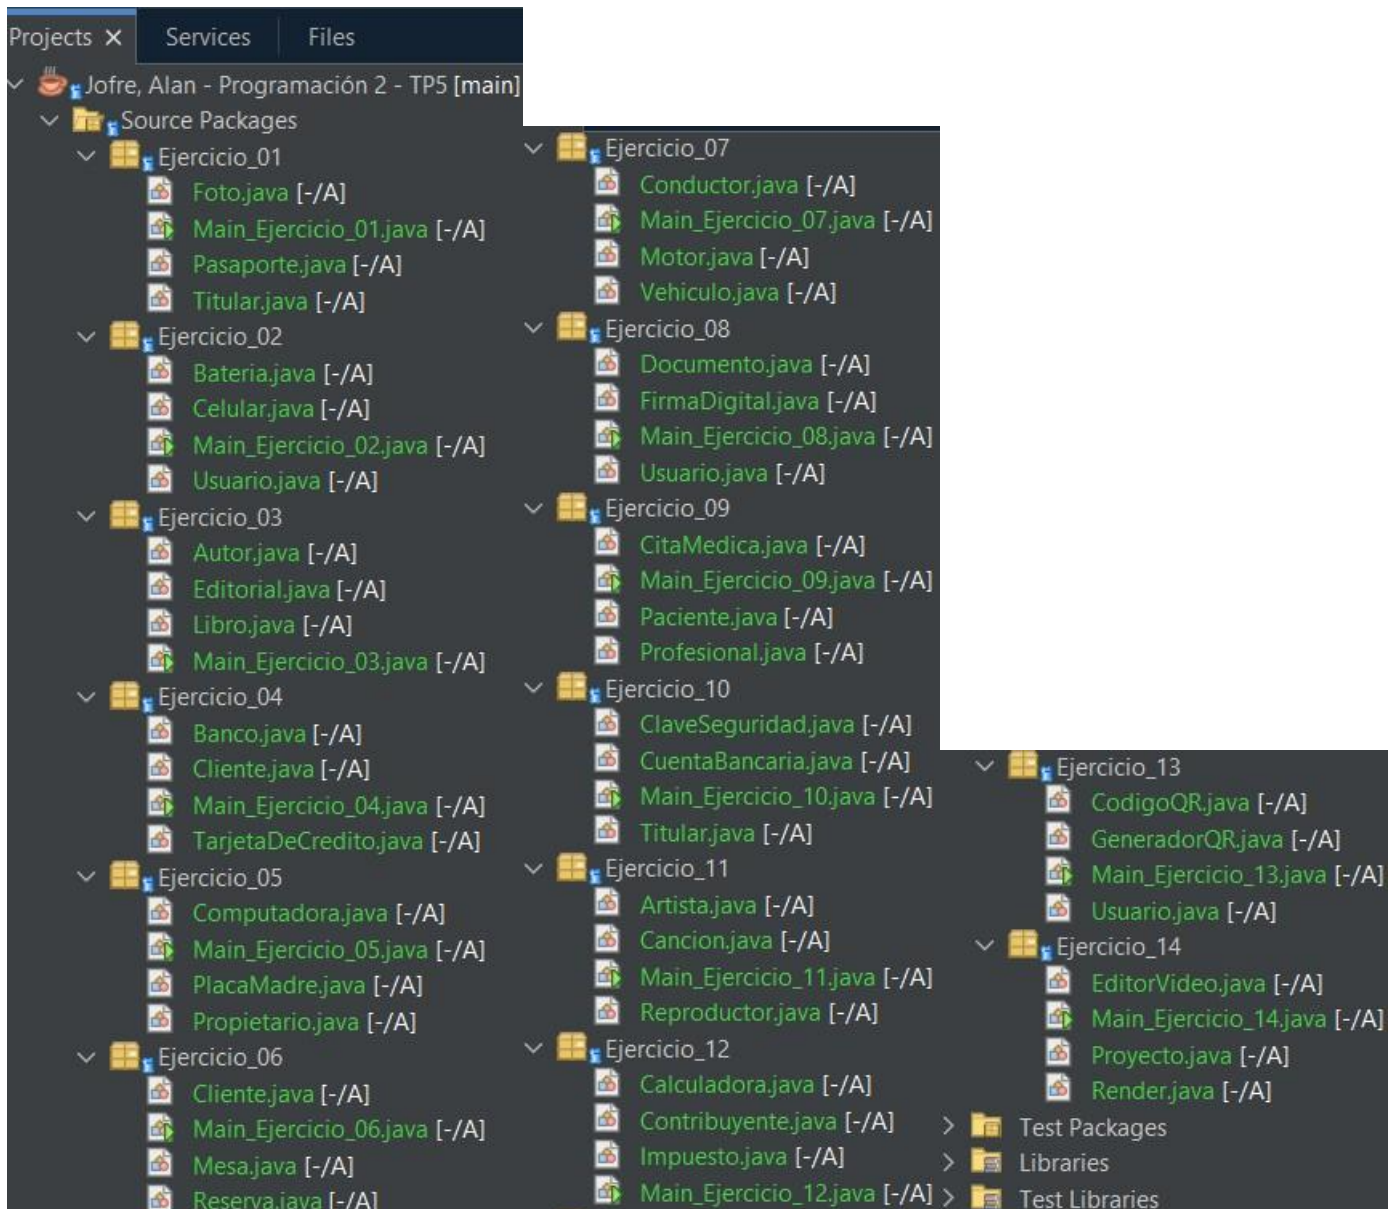 Projects Services Files
Jofre, Alan - Programación 2 - TP5 [main]
Source Packages
Ejercicio_01
Foto.java [-/A]
Main_Ejercicio_01.java [-/A]
Pasaporte.java [-/A]
Titular.java [-/A]
Ejercicio_02
Bateria.java [-/A]
Celular.java [-/A]
Main_Ejercicio_02.java [-/A]
Usuario.java [-/A]
Ejercicio_03
Autor.java [-/A]
Editorial.java [-/A]
Libro.java [-/A]
Main_Ejercicio_03.java [-/A]
Ejercicio_04
Banco.java [-/A]
Cliente.java [-/A]
Main_Ejercicio_04.java [-/A]
TarjetaDeCredito.java [-/A]
Ejercicio_05
Computadora.java [-/A]
Main_Ejercicio_05.java [-/A]
PlacaMadre.java [-/A]
Propietario.java [-/A]
Ejercicio_06
Cliente.java [-/A]
Main_Ejercicio_06.java [-/A]
Mesa.java [-/A]
Reserva.java [-/A]
Ejercicio_07
Conductor.java [-/A]
Main_Ejercicio_07.java [-/A]
Motor.java [-/A]
Vehiculo.java [-/A]
Ejercicio_08
Documento.java [-/A]
FirmaDigital.java [-/A]
Main_Ejercicio_08.java [-/A]
Usuario.java [-/A]
Ejercicio_09
CitaMedica.java [-/A]
Main_Ejercicio_09.java [-/A]
Paciente.java [-/A]
Profesional.java [-/A]
Ejercicio_10
ClaveSeguridad.java [-/A]
CuentaBancaria.java [-/A]
Main_Ejercicio_10.java [-/A]
Titular.java [-/A]
Ejercicio_11
Artista.java [-/A]
Cancion.java [-/A]
Main_Ejercicio_11.java [-/A]
Reproductor.java [-/A]
Ejercicio_12
Calculadora.java [-/A]
Contribuyente.java [-/A]
Impuesto.java [-/A]
Main_Ejercicio_12.java [-/A]
Ejercicio_13
CodigoQR.java [-/A]
GeneradorQR.java [-/A]
Main_Ejercicio_13.java [-/A]
Usuario.java [-/A]
Ejercicio_14
EditorVideo.java [-/A]
Main_Ejercicio_14.java [-/A]
Proyecto.java [-/A]
Render.java [-/A]
Test Packages
Libraries
Test Libraries